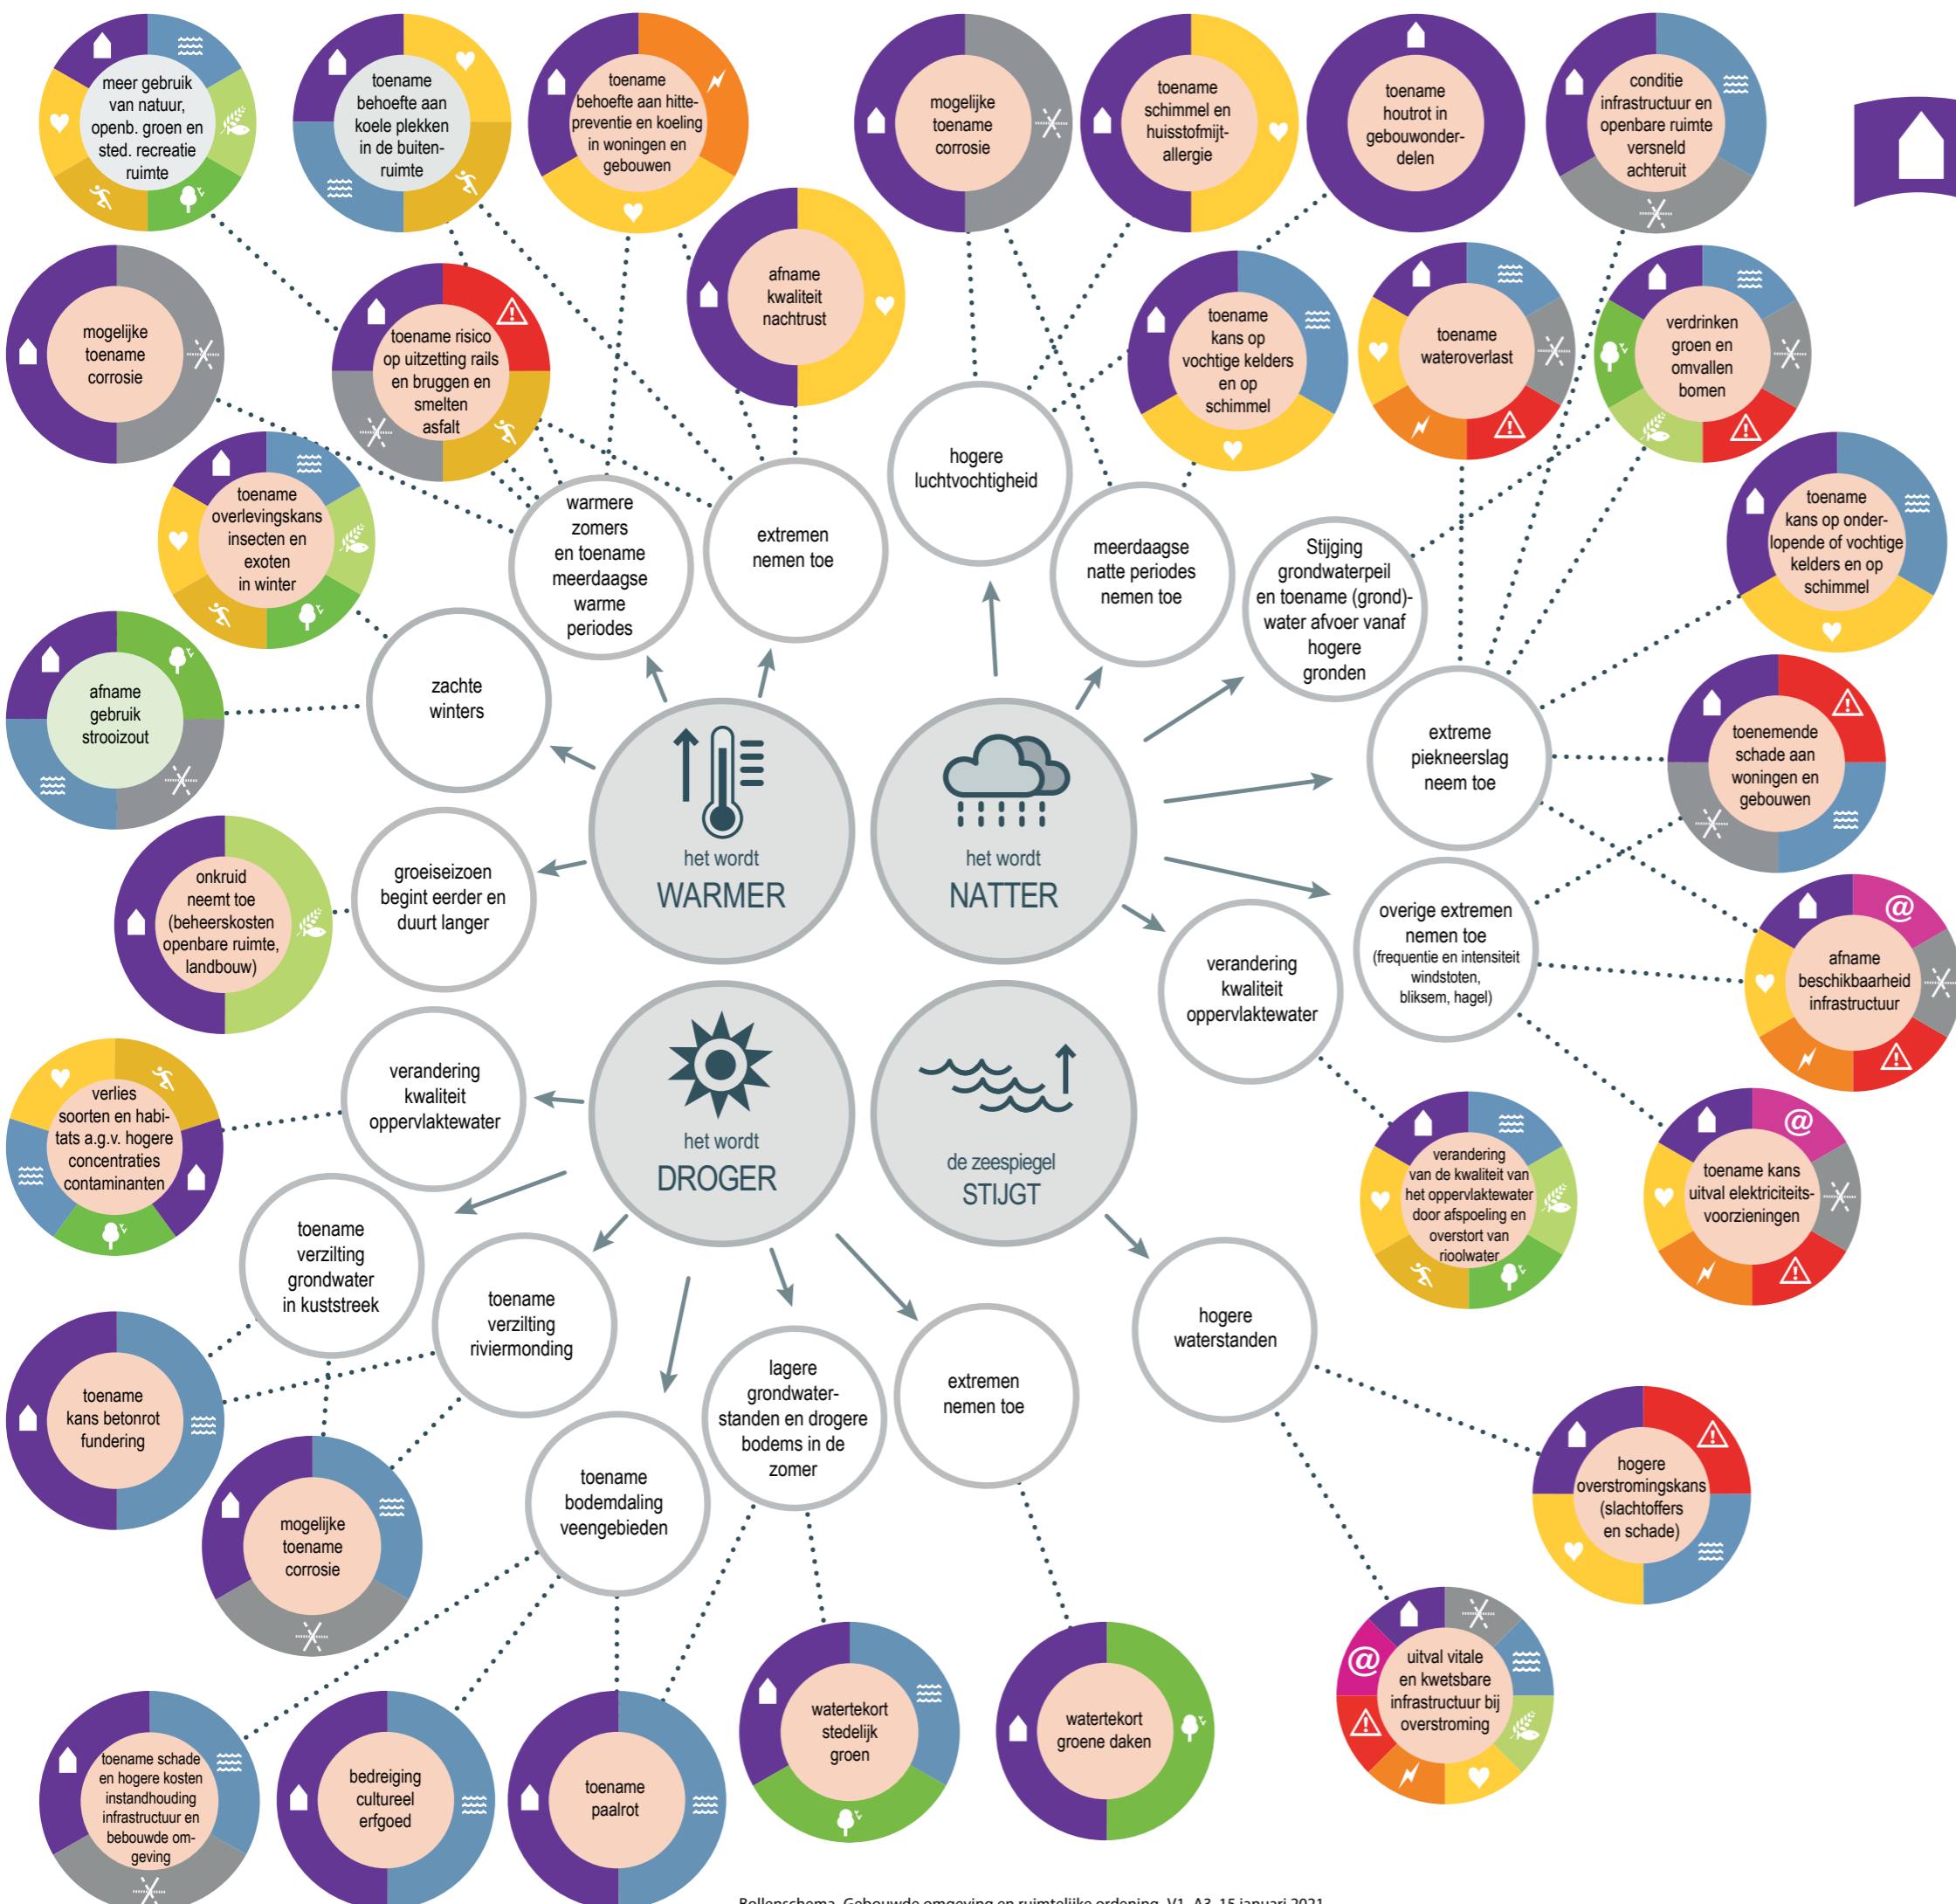 meer gebruik
van natuur,
openb. groen en
sted. recreatie
ruimte
toename
behoefte aan
koele plekken
in de buiten-
ruimte
toename
behoefte aan hitte-
preventie en koeling
in woningen en
gebouwen
mogelijke
toename
corrosie
toename
schimmel en
huisstofmijt-
allergie
toename
houtrot in
gebouwonder-
delen
conditie
infrastructuur en
openbare ruimte
versneld
achteruit
mogelijke
toename
corrosie
toename risico
op uitzetting rails
en bruggen en
smelten
asfalt
afname
kwaliteit
nachtrust
toename
kans op
vochtige kelders
en op
schimmel
toename
wateroverlast
verdrinken
groen en
omvallen
bomen
toename
overlevingskans
insecten en
exoten
in winter
warmere
zomers
en toename
meerdaagse
warme
periodes
extremen
nemen toe
hogere
luchtvochtigheid
meerdaagse
natte periodes
nemen toe
Stijging
grondwaterpeil
en toename (grond)-
water afvoer vanaf
hogere
gronden
toename
kans op onder-
lopende of vochtige
kelders en op
schimmel
afname
gebruik
strooizout
zachte
winters
extreme
piekneerslag
neem toe
toenemende
schade aan
woningen en
gebouwen
het wordt
WARMER
het wordt
NATTER
onkruid
neemt toe
(beheerskosten
openbare ruimte,
landbouw)
groeiseizoen
begint eerder en
duurt langer
overige extremen
nemen toe
(frequentie en intensiteit
windstoten,
bliksem, hagel)
@
afname
beschikbaarheid
infrastructuur
verandering
kwaliteit
oppervlaktewater
verlies
soorten en habi-
tats a.g.v. hogere
concentraties
contaminanten
verandering
kwaliteit
oppervlaktewater
het wordt
DROGER
de zeespiegel
STIJGT
verandering
van de kwaliteit van
het oppervlaktewater
door afspoeling en
overstort van
rioolwater
@
toename kans
uitval elektriciteits-
voorzieningen
toename
verzilting
grondwater
in kuststreek
toename
verzilting
riviermonding
hogere
waterstanden
toename
kans betonrot
fundering
lagere
grondwater-
standen en drogere
bodems in de
zomer
extremen
nemen toe
mogelijke
toename
corrosie
toename
bodemdaling
veengebieden
hogere
overstromingskans
(slachtoffers
en schade)
@
uitval vitale
en kwetsbare
infrastructuur bij
overstroming
toename schade
en hogere kosten
instandhouding
infrastructuur en
bebouwde om-
geving
bedreiging
cultureel
erfgoed
toename
paalrot
watertekort
stedelijk
groen
watertekort
groene daken
Bollenschema Gebouwde omgeving en ruimtelijke ordening, V1, A3, 15 januari 2021